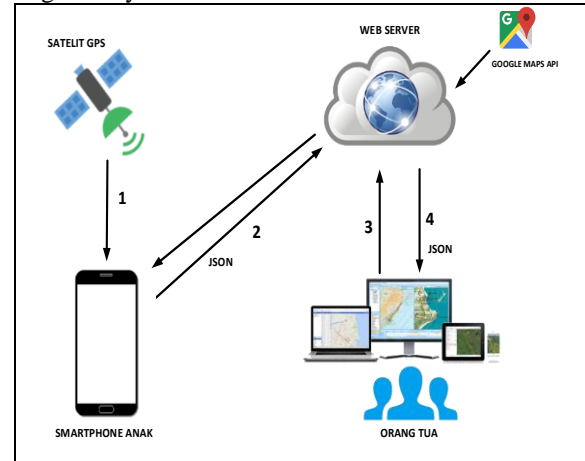 SATELIT GPS
WEB SERVER
GOOGLE MAPS API
1
2
JSON
3
4
JSON
SMARTPHONE ANAK
ORANG TUA